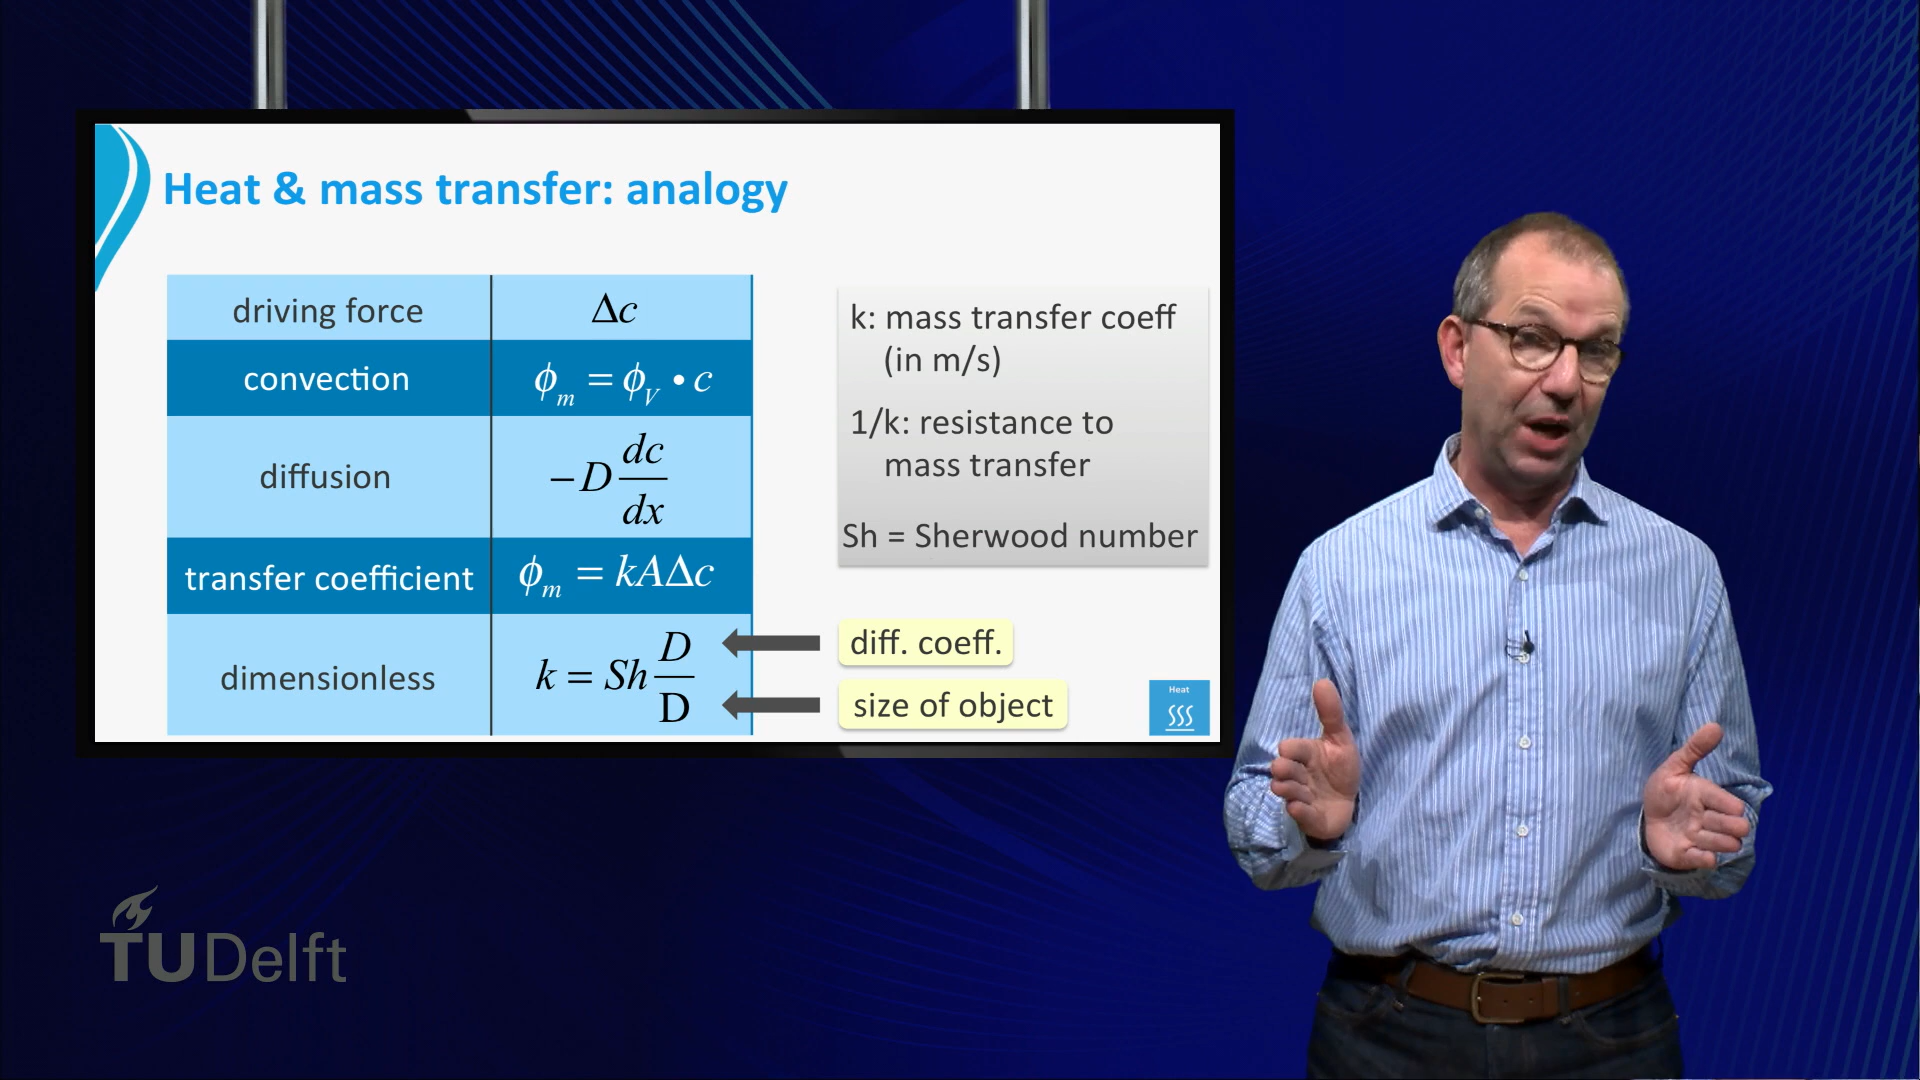 Heat & mass transfer: analogy
driving force Δc
convection ϕm = ϕV • c
diffusion −D dc/dx
transfer coefficient ϕm = kAΔc
dimensionless k = Sh D/D
k: mass transfer coeff
(in m/s)
1/k: resistance to
mass transfer
Sh = Sherwood number
diff. coeff.
size of object
Heat
TU Delft